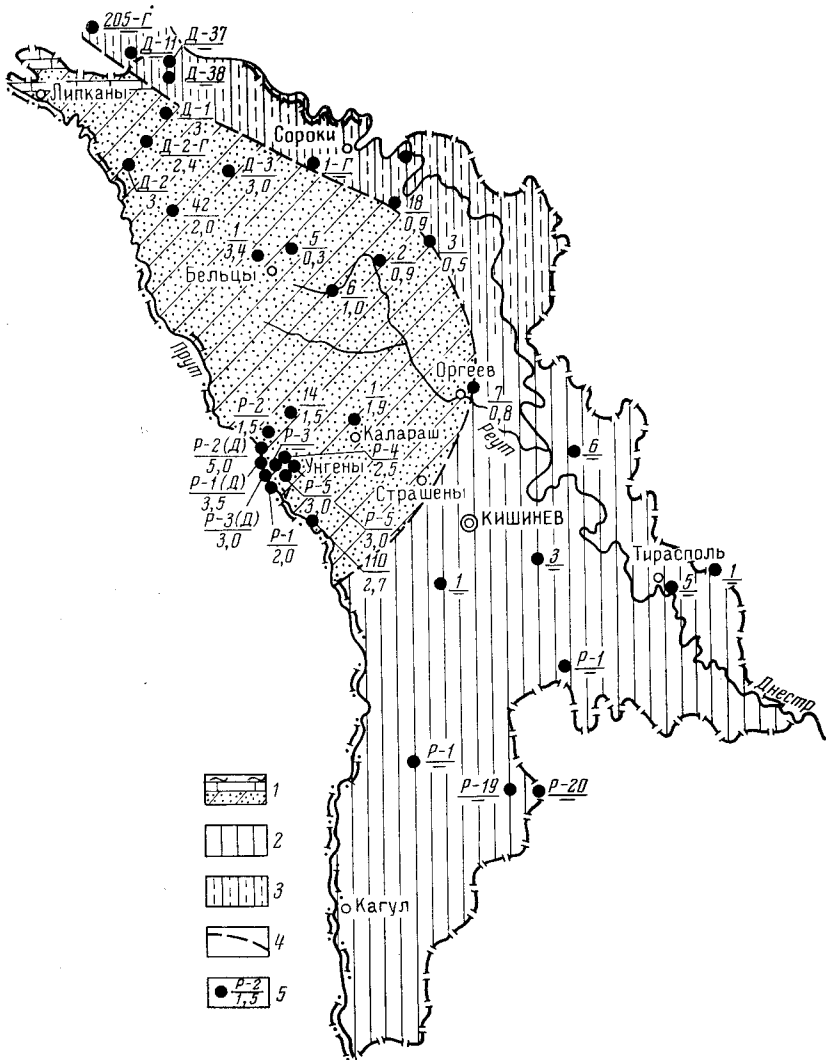 205-Г
Д-11
Д-37
Д-38
Липканы
Д-1
3
Д-2-Г
2,4
Д-2
3
Д-3
3,0
Сороки
1-Г
42
2,0
18
0,9
1
3,4
5
0,3
2
0,9
3
0,5
Бельцы
6
1,0
Прут
Оргеев
7
0,8
Реут
Р-2
1,5
14
1,5
1
1,9
Калараш
Р-3
Р-4
2,5
Р-2(Д)
5,0
Унгены
Р-1(Д)
3,5
Р-5
3,0
Страшены
Р-3(Д)
3,0
Р-5
3,0
Р-1
2,0
110
2,7
6
КИШИНЕВ
3
Тирасполь
1
5
1
Р-1
Днестр
Р-1
Р-19
Р-20
Кагул
1
2
3
4
Р-2
1,5
5